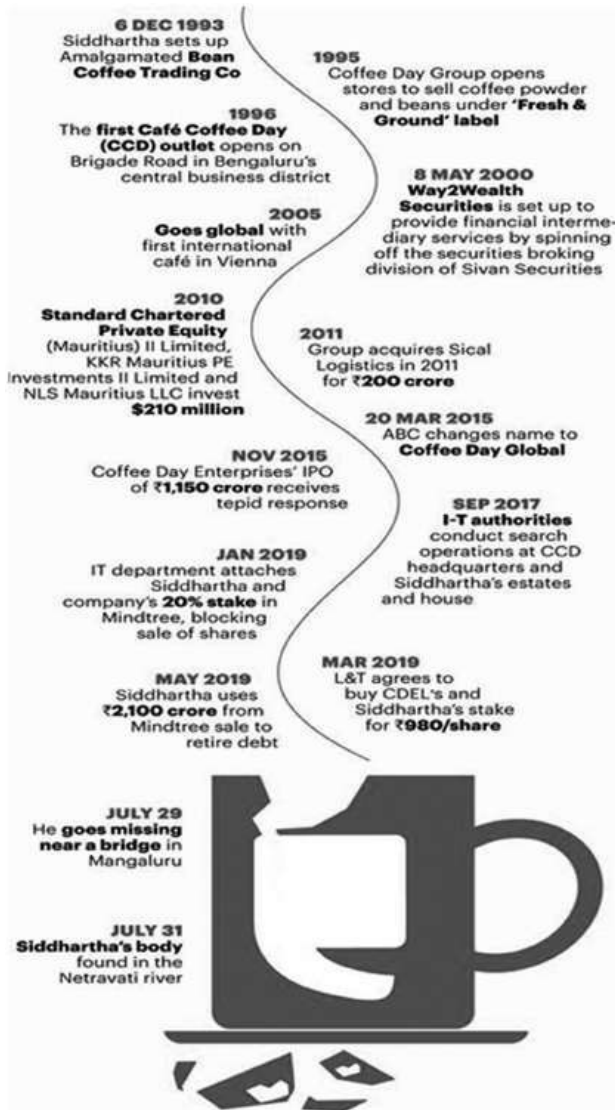 6 DEC 1993
Siddhartha sets up
Amalgamated Bean
Coffee Trading Co
1995
Coffee Day Group opens
stores to sell coffee powder
and beans under ‘Fresh &
Ground’ label
1996
The first Café Coffee Day
(CCD) outlet opens on
Brigade Road in Bengaluru’s
central business district
8 MAY 2000
Way2Wealth
Securities is set up to
provide financial interme-
diary services by spinning
off the securities broking
division of Sivan Securities
2005
Goes global with
first international
café in Vienna
2010
Standard Chartered
Private Equity
(Mauritius) II Limited,
KKR Mauritius PE
Investments II Limited and
NLS Mauritius LLC invest
$210 million
2011
Group acquires Sical
Logistics in 2011
for ₹200 crore
20 MAR 2015
ABC changes name to
Coffee Day Global
NOV 2015
Coffee Day Enterprises’ IPO
of ₹1,150 crore receives
tepid response
SEP 2017
I-T authorities
conduct search
operations at CCD
headquarters and
Siddhartha’s estates
and house
JAN 2019
IT department attaches
Siddhartha and
company’s 20% stake in
Mindtree, blocking
sale of shares
MAR 2019
L&T agrees to
buy CDEL’s and
Siddhartha’s stake
for ₹980/share
MAY 2019
Siddhartha uses
₹2,100 crore from
Mindtree sale to
retire debt
JULY 29
He goes missing
near a bridge in
Mangaluru
JULY 31
Siddhartha’s body
found in the
Netravati river